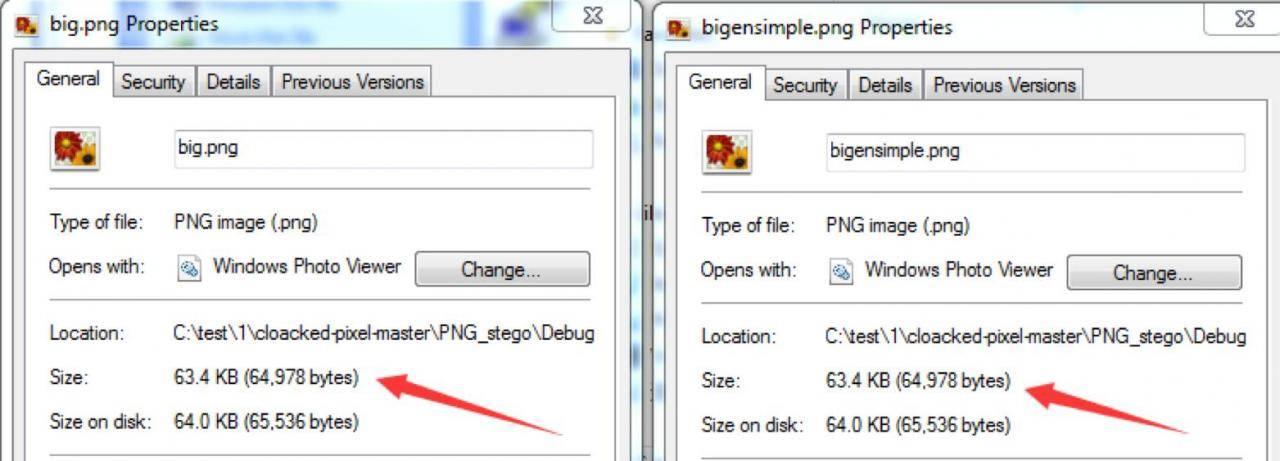 big.png Properties
General Security Details Previous Versions
big.png
Type of file: PNG image (.png)
Opens with: Windows Photo Viewer Change...
Location: C:\test\1\cloacked-pixel-master\PNG_stego\Debug
Size: 63.4 KB (64,978 bytes)
Size on disk: 64.0 KB (65,536 bytes)
bigensimple.png Properties
General Security Details Previous Versions
bigensimple.png
Type of file: PNG image (.png)
Opens with: Windows Photo Viewer Change...
Location: C:\test\1\cloacked-pixel-master\PNG_stego\Debug
Size: 63.4 KB (64,978 bytes)
Size on disk: 64.0 KB (65,536 bytes)